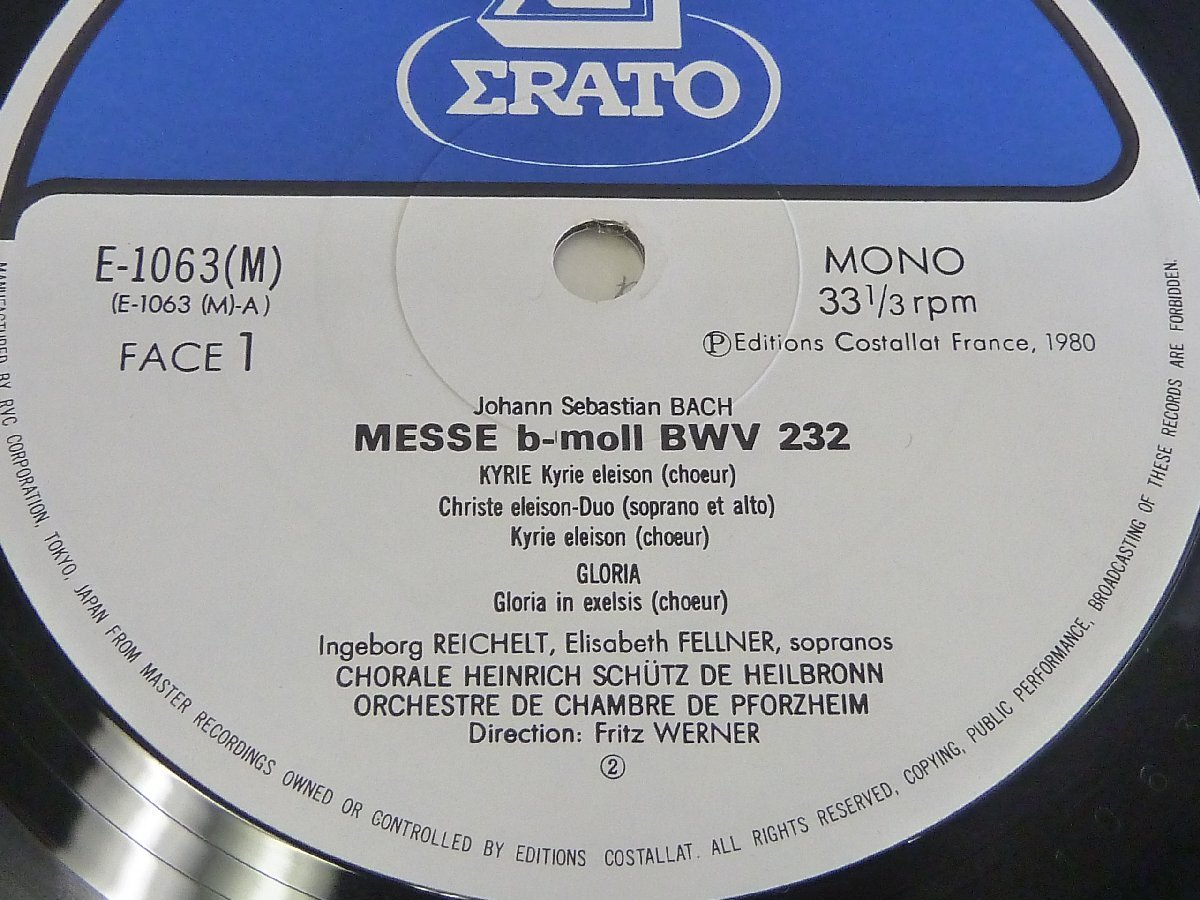 ΣRATO
E-1063(M)
(E-1063 (M)-A)
FACE 1
MONO
33 1/3 rpm
ⓅEditions Costallat France, 1980
Johann Sebastian BACH
MESSE b-moll BWV 232
KYRIE Kyrie eleison (choeur)
Christe eleison-Duo (soprano et alto)
Kyrie eleison (choeur)
GLORIA
Gloria in exelsis (choeur)
Ingeborg REICHELT, Elisabeth FELLNER, sopranos
CHORALE HEINRICH SCHÜTZ DE HEILBRONN
ORCHESTRE DE CHAMBRE DE PFORZHEIM
Direction: Fritz WERNER
②
MANUFACTURED BY RVC CORPORATION, TOKYO, JAPAN FROM MASTER RECORDINGS OWNED OR CONTROLLED BY EDITIONS COSTALLAT. ALL RIGHTS RESERVED, COPYING, PUBLIC PERFORMANCE, BROADCASTING OF THESE RECORDS ARE FORBIDDEN.